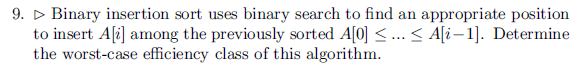 9. ▷ Binary insertion sort uses binary search to find an appropriate position
to insert A[i] among the previously sorted A[0] ≤ ... ≤ A[i−1]. Determine
the worst-case efficiency class of this algorithm.